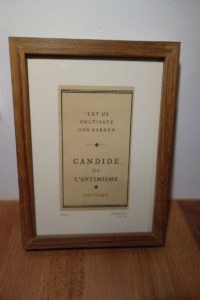 "LET US
CULTIVATE
OUR GARDEN."
CANDIDE,
OU
L'OPTIMISME
VOLTAIRE